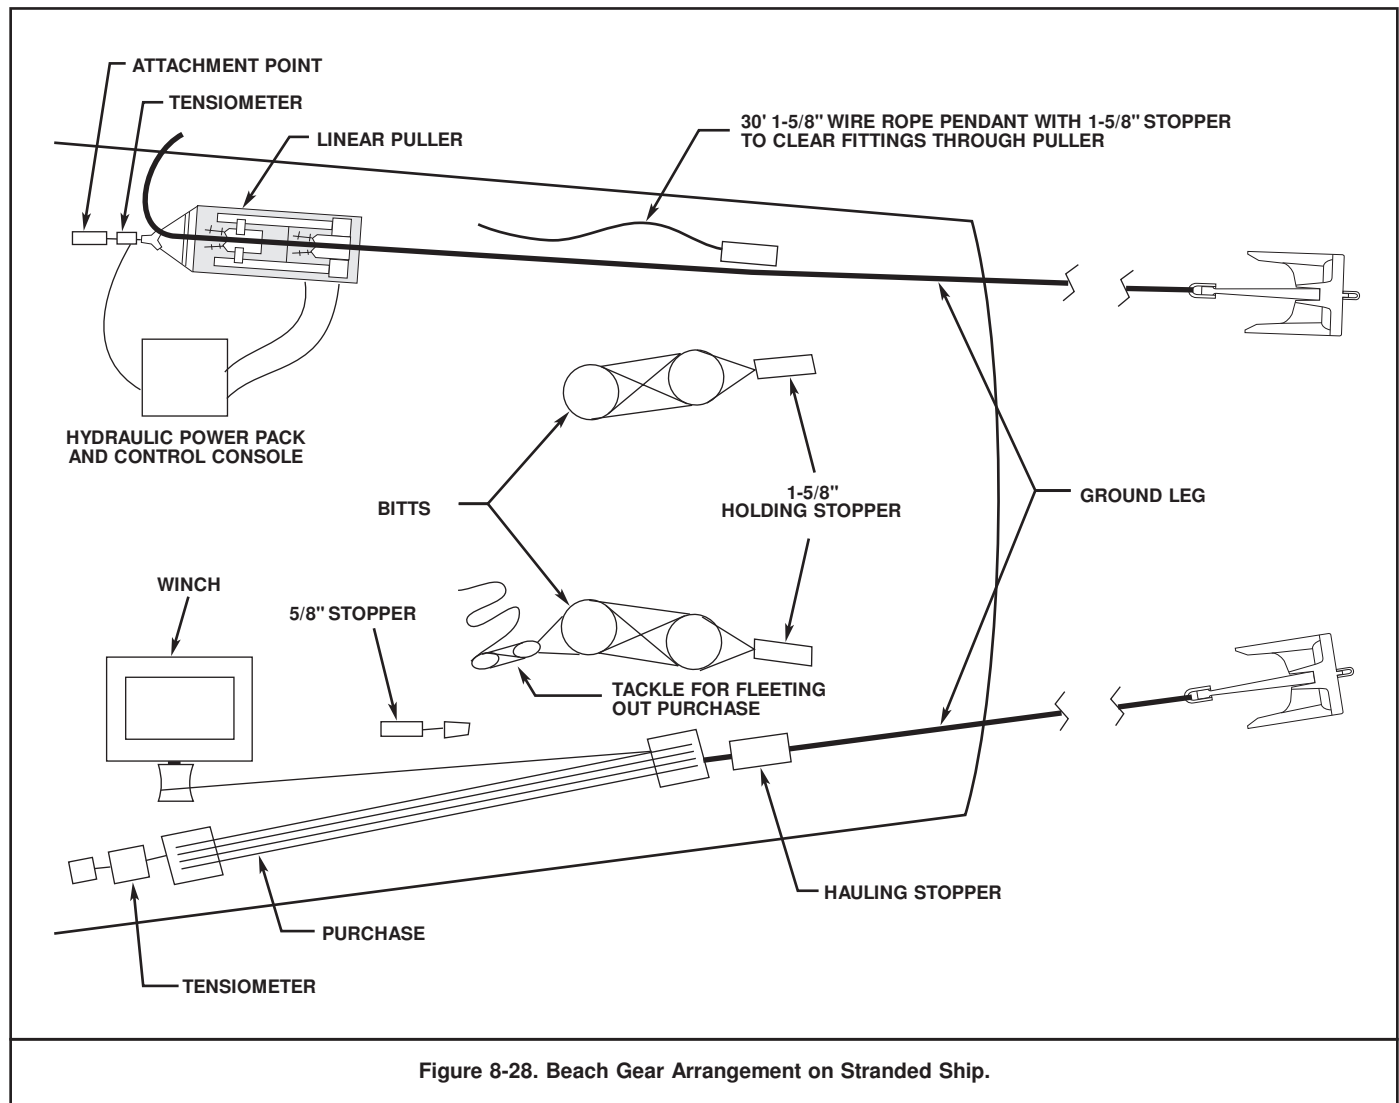 ATTACHMENT POINT
TENSIOMETER
LINEAR PULLER
30' 1-5/8" WIRE ROPE PENDANT WITH 1-5/8" STOPPER
TO CLEAR FITTINGS THROUGH PULLER
HYDRAULIC POWER PACK
AND CONTROL CONSOLE
BITTS
1-5/8"
HOLDING STOPPER
GROUND LEG
WINCH
5/8" STOPPER
TACKLE FOR FLEETING
OUT PURCHASE
HAULING STOPPER
PURCHASE
TENSIOMETER
Figure 8-28. Beach Gear Arrangement on Stranded Ship.